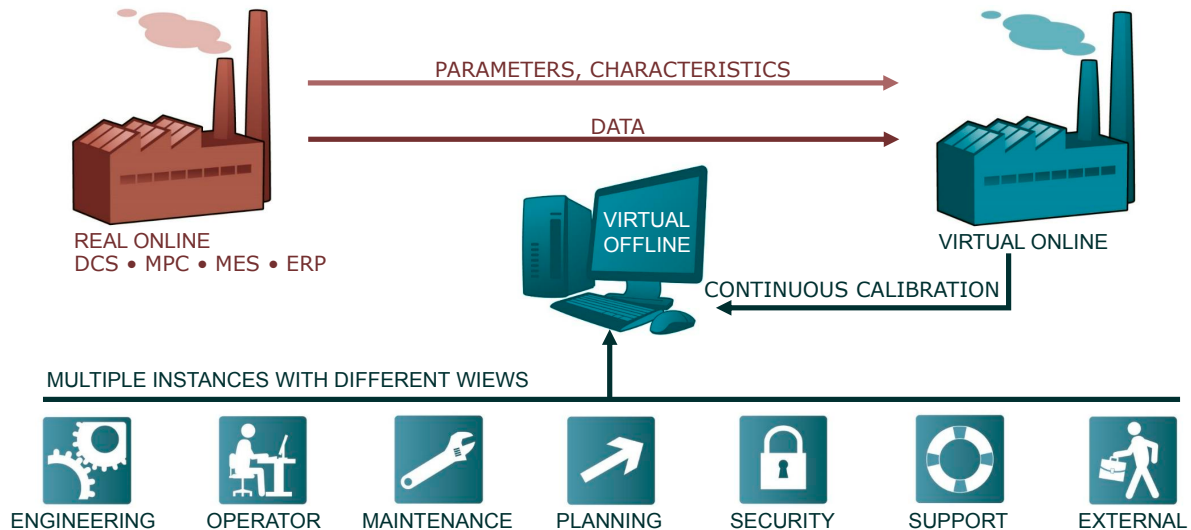 PARAMETERS, CHARACTERISTICS
DATA
REAL ONLINE
DCS • MPC • MES • ERP
VIRTUAL
OFFLINE
VIRTUAL ONLINE
CONTINUOUS CALIBRATION
MULTIPLE INSTANCES WITH DIFFERENT WIEWS
ENGINEERING
OPERATOR
MAINTENANCE
PLANNING
SECURITY
SUPPORT
EXTERNAL